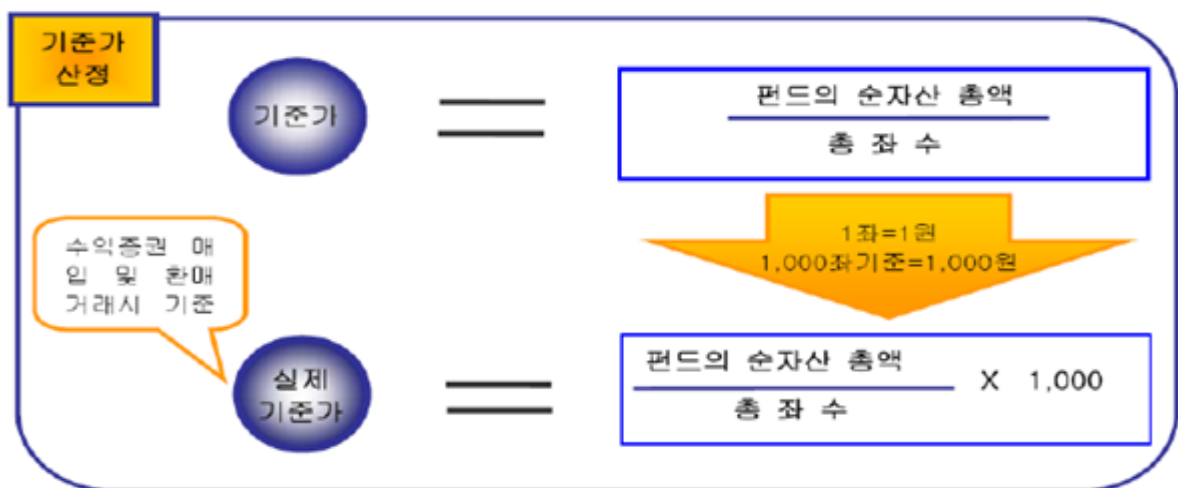 기준가
산정
기준가
펀드의 순자산 총액
총 좌 수
1좌=1원
1,000좌기준=1,000원
수익증권 매
입 및 환매
거래시 기준
실제
기준가
펀드의 순자산 총액
총 좌 수
X 1,000